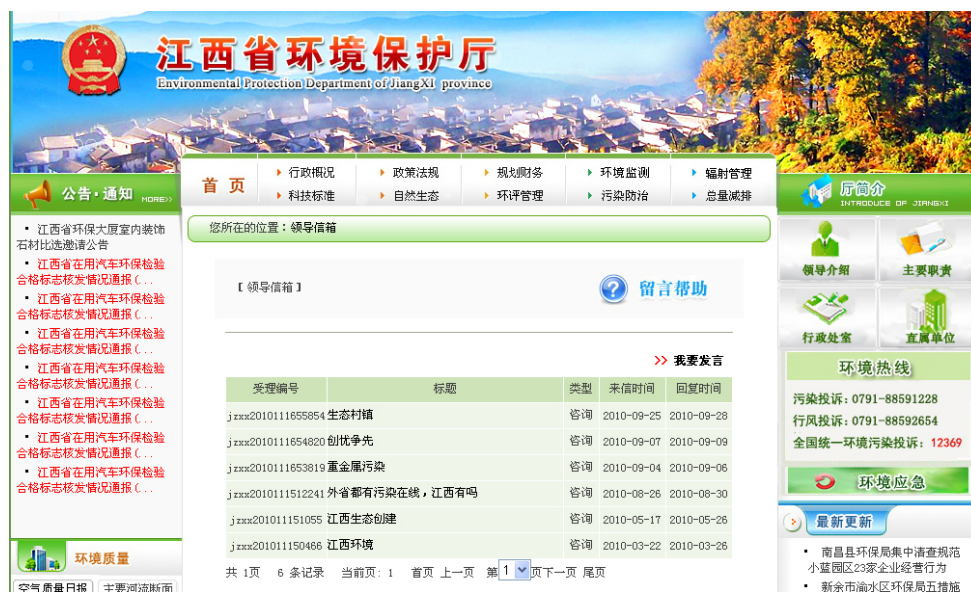 江西省环境保护厅
Environmental Protection Department of JiangXI province
公告·通知 MORE>>
首 页
行政概况 政策法规 规划财务 环境监测 辐射管理
科技标准 自然生态 环评管理 污染防治 总量减排
厅简介
INTRODUCE OF JIANGXI
江西省环保大厦室内装饰
石材比选邀请公告
江西省在用汽车环保检验
合格标志核发情况通报(...
江西省在用汽车环保检验
合格标志核发情况通报(...
江西省在用汽车环保检验
合格标志核发情况通报(...
江西省在用汽车环保检验
合格标志核发情况通报(...
江西省在用汽车环保检验
合格标志核发情况通报(...
江西省在用汽车环保检验
合格标志核发情况通报(...
江西省在用汽车环保检验
合格标志核发情况通报(...
环境质量
空气质量日报 主要河流断面
您所在的位置：领导信箱
【领导信箱】
留言帮助
>> 我要发言
受理编号 标题 类型 来信时间 回复时间
jzxx2010111655854 生态村镇 咨询 2010-09-25 2010-09-28
jzxx2010111654820 创优争先 咨询 2010-09-07 2010-09-09
jzxx2010111653819 重金属污染 咨询 2010-09-04 2010-09-06
jzxx2010111512241 外省都有污染在线，江西有吗 咨询 2010-08-26 2010-08-30
jzxx201011151055 江西生态创建 咨询 2010-05-17 2010-05-26
jzxx201011150466 江西环境 咨询 2010-03-22 2010-03-26
共 1页 6 条记录 当前页: 1 首页 上一页 第 1 页下一页 尾页
领导介绍 主要职责
行政处室 直属单位
环境热线
污染投诉: 0791-88591228
行风投诉: 0791-88592654
全国统一环境污染投诉: 12369
环境应急
最新更新
南昌县环保局集中清查规范
小蓝园区23家企业经营行为
新余市渝水区环保局五措施